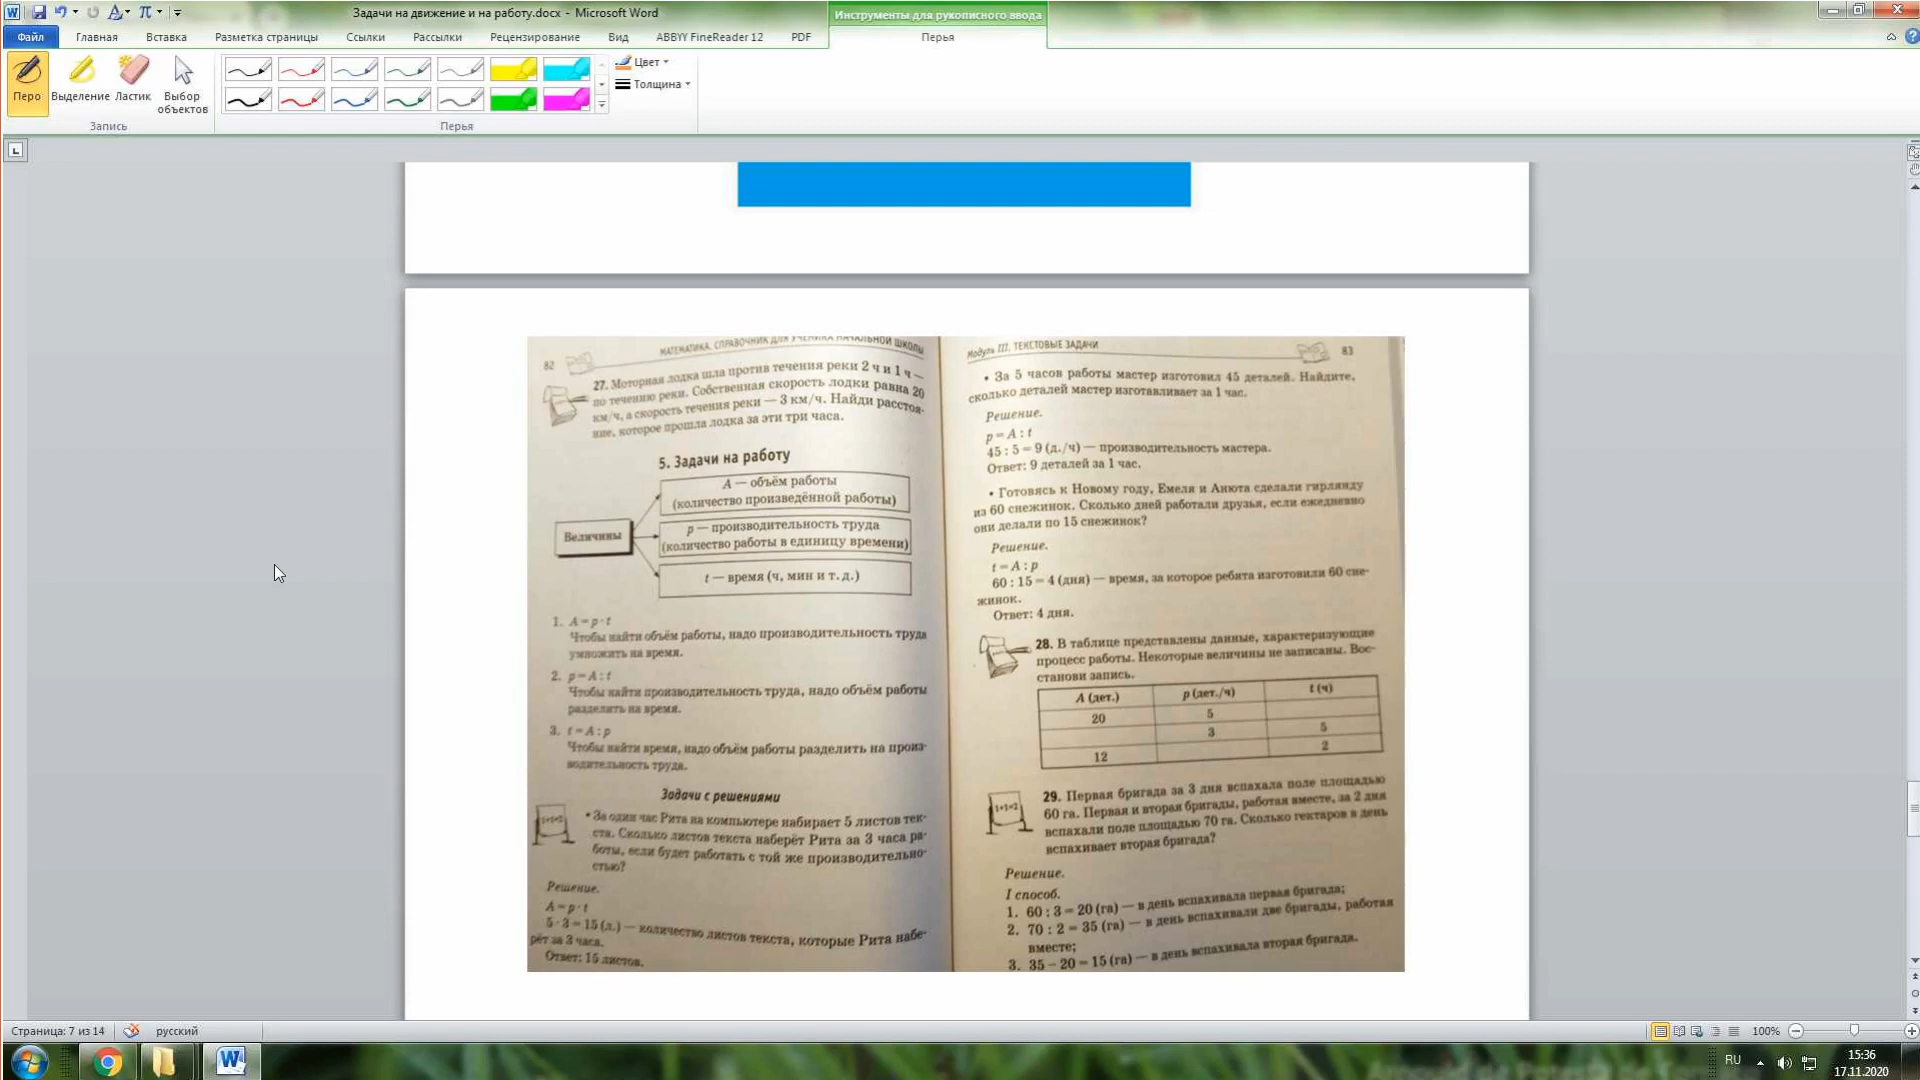 Задачи на движение и на работу.docx - Microsoft Word
Инструменты для рукописного ввода
Файл
Главная
Вставка
Разметка страницы
Ссылки
Рассылки
Рецензирование
Вид
ABBYY FineReader 12
PDF
Перья
Перо
Выделение
Ластик
Выбор объектов
Цвет
Толщина
Запись
Перья
82
МАТЕМАТИКА. СПРАВОЧНИК ДЛЯ УЧЕНИКА НАЧАЛЬНОЙ ШКОЛЫ
27. Моторная лодка шла против течения реки 2 ч и 1 ч —
по течению реки. Собственная скорость лодки равна 20
км/ч, а скорость течения реки — 3 км/ч. Найди расстоя-
ние, которое прошла лодка за эти три часа.
5. Задачи на работу
Величины
A — объём работы
(количество произведённой работы)
p — производительность труда
(количество работы в единицу времени)
t — время (ч, мин и т. д.)
1. A = p · t
Чтобы найти объём работы, надо производительность труда
умножить на время.
2. p = A : t
Чтобы найти производительность труда, надо объём работы
разделить на время.
3. t = A : p
Чтобы найти время, надо объём работы разделить на произ-
водительность труда.
Задачи с решениями
1+1=2
• За один час Рита на компьютере набирает 5 листов тек-
ста. Сколько листов текста наберёт Рита за 3 часа ра-
боты, если будет работать с той же производительно-
стью?
Решение.
A = p · t
5 · 3 = 15 (л.) — количество листов текста, которые Рита набе-
рёт за 3 часа.
Ответ: 15 листов.
Модуль III. ТЕКСТОВЫЕ ЗАДАЧИ
83
• За 5 часов работы мастер изготовил 45 деталей. Найдите,
сколько деталей мастер изготавливает за 1 час.
Решение.
p = A : t
45 : 5 = 9 (д./ч) — производительность мастера.
Ответ: 9 деталей за 1 час.
• Готовясь к Новому году, Емеля и Анюта сделали гирлянду
из 60 снежинок. Сколько дней работали друзья, если ежедневно
они делали по 15 снежинок?
Решение.
t = A : p
60 : 15 = 4 (дня) — время, за которое ребята изготовили 60 сне-
жинок.
Ответ: 4 дня.
28. В таблице представлены данные, характеризующие
процесс работы. Некоторые величины не записаны. Вос-
станови запись.
A (дет.) p (дет./ч) t (ч)
20 5
3 5
12 2
1+1=2
29. Первая бригада за 3 дня вспахала поле площадью
60 га. Первая и вторая бригады, работая вместе, за 2 дня
вспахали поле площадью 70 га. Сколько гектаров в день
вспахивает вторая бригада?
Решение.
I способ.
1. 60 : 3 = 20 (га) — в день вспахивала первая бригада;
2. 70 : 2 = 35 (га) — в день вспахивали две бригады, работая
вместе;
3. 35 – 20 = 15 (га) — в день вспахивала вторая бригада.
Страница: 7 из 14
русский
100%
RU
15:36
17.11.2020